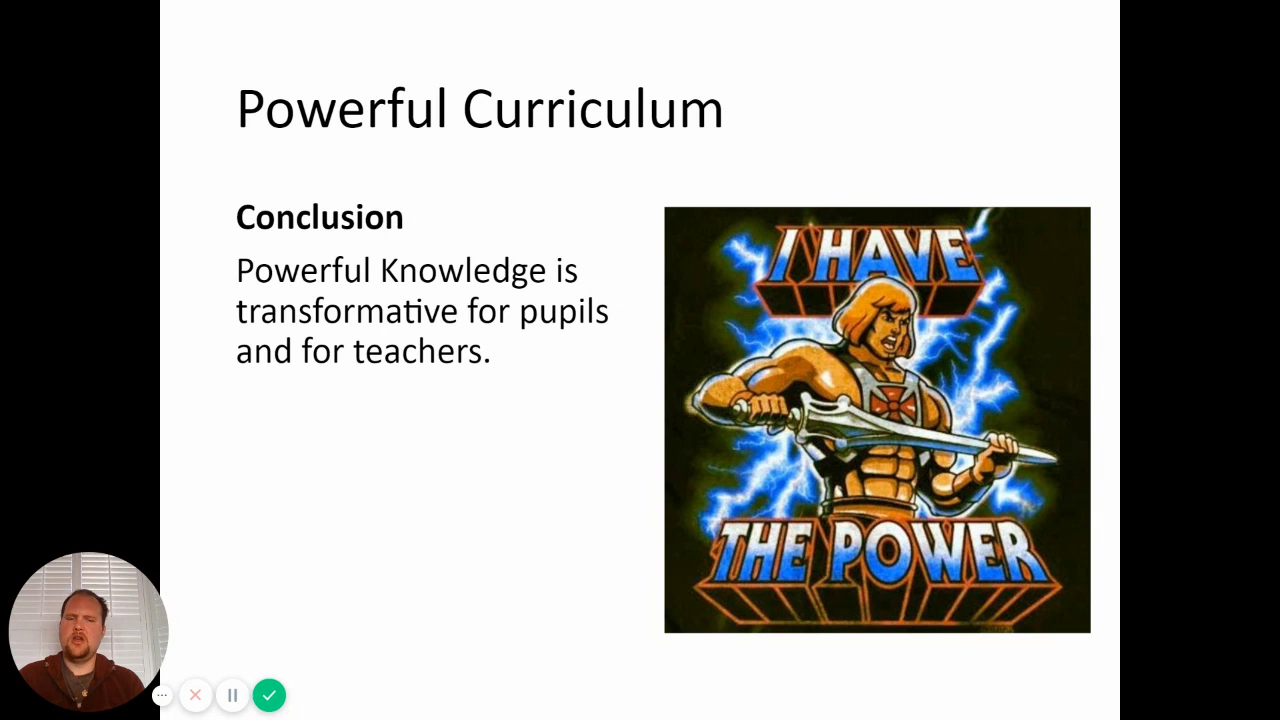 Powerful Curriculum
Conclusion
Powerful Knowledge is
transformative for pupils
and for teachers.
I HAVE
THE POWER